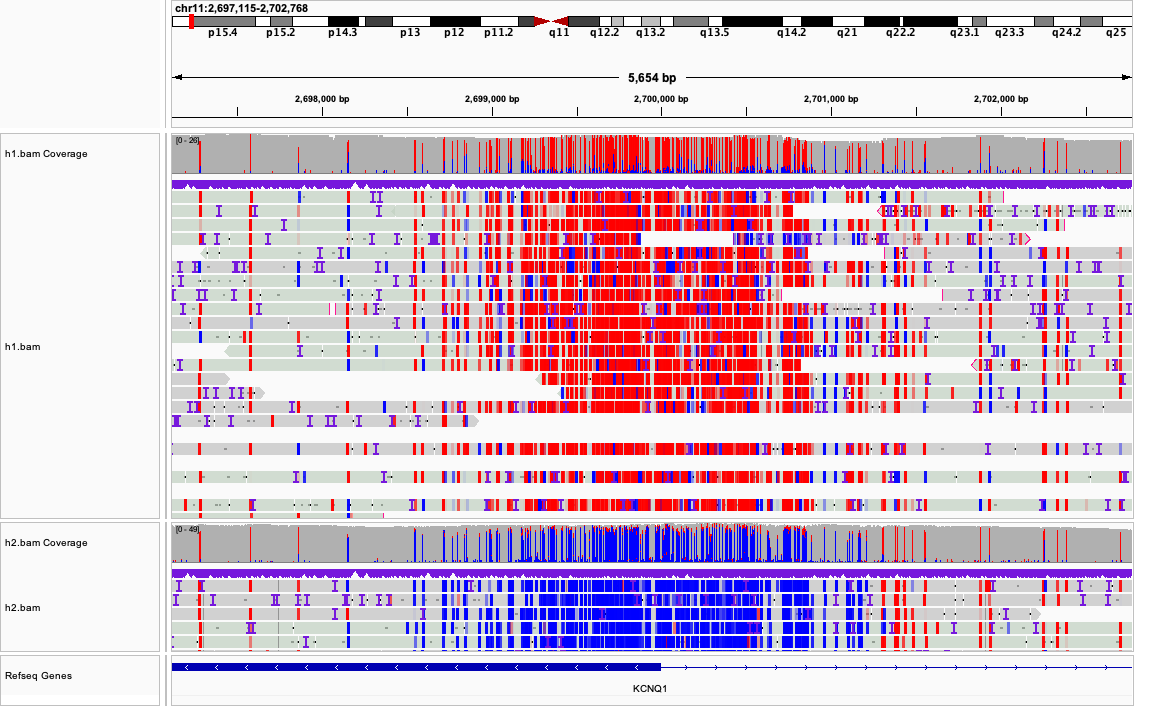 chr11:2,697,115-2,702,768
p15.4 p15.2 p14.3 p13 p12 p11.2 q11 q12.2 q13.2 q13.5 q14.2 q21 q22.2 q23.1 q23.3 q24.2 q25
5,654 bp
2,698,000 bp 2,699,000 bp 2,700,000 bp 2,701,000 bp 2,702,000 bp
h1.bam Coverage
[0 - 26]
h1.bam
h2.bam Coverage
[0 - 49]
h2.bam
Refseq Genes
KCNQ1